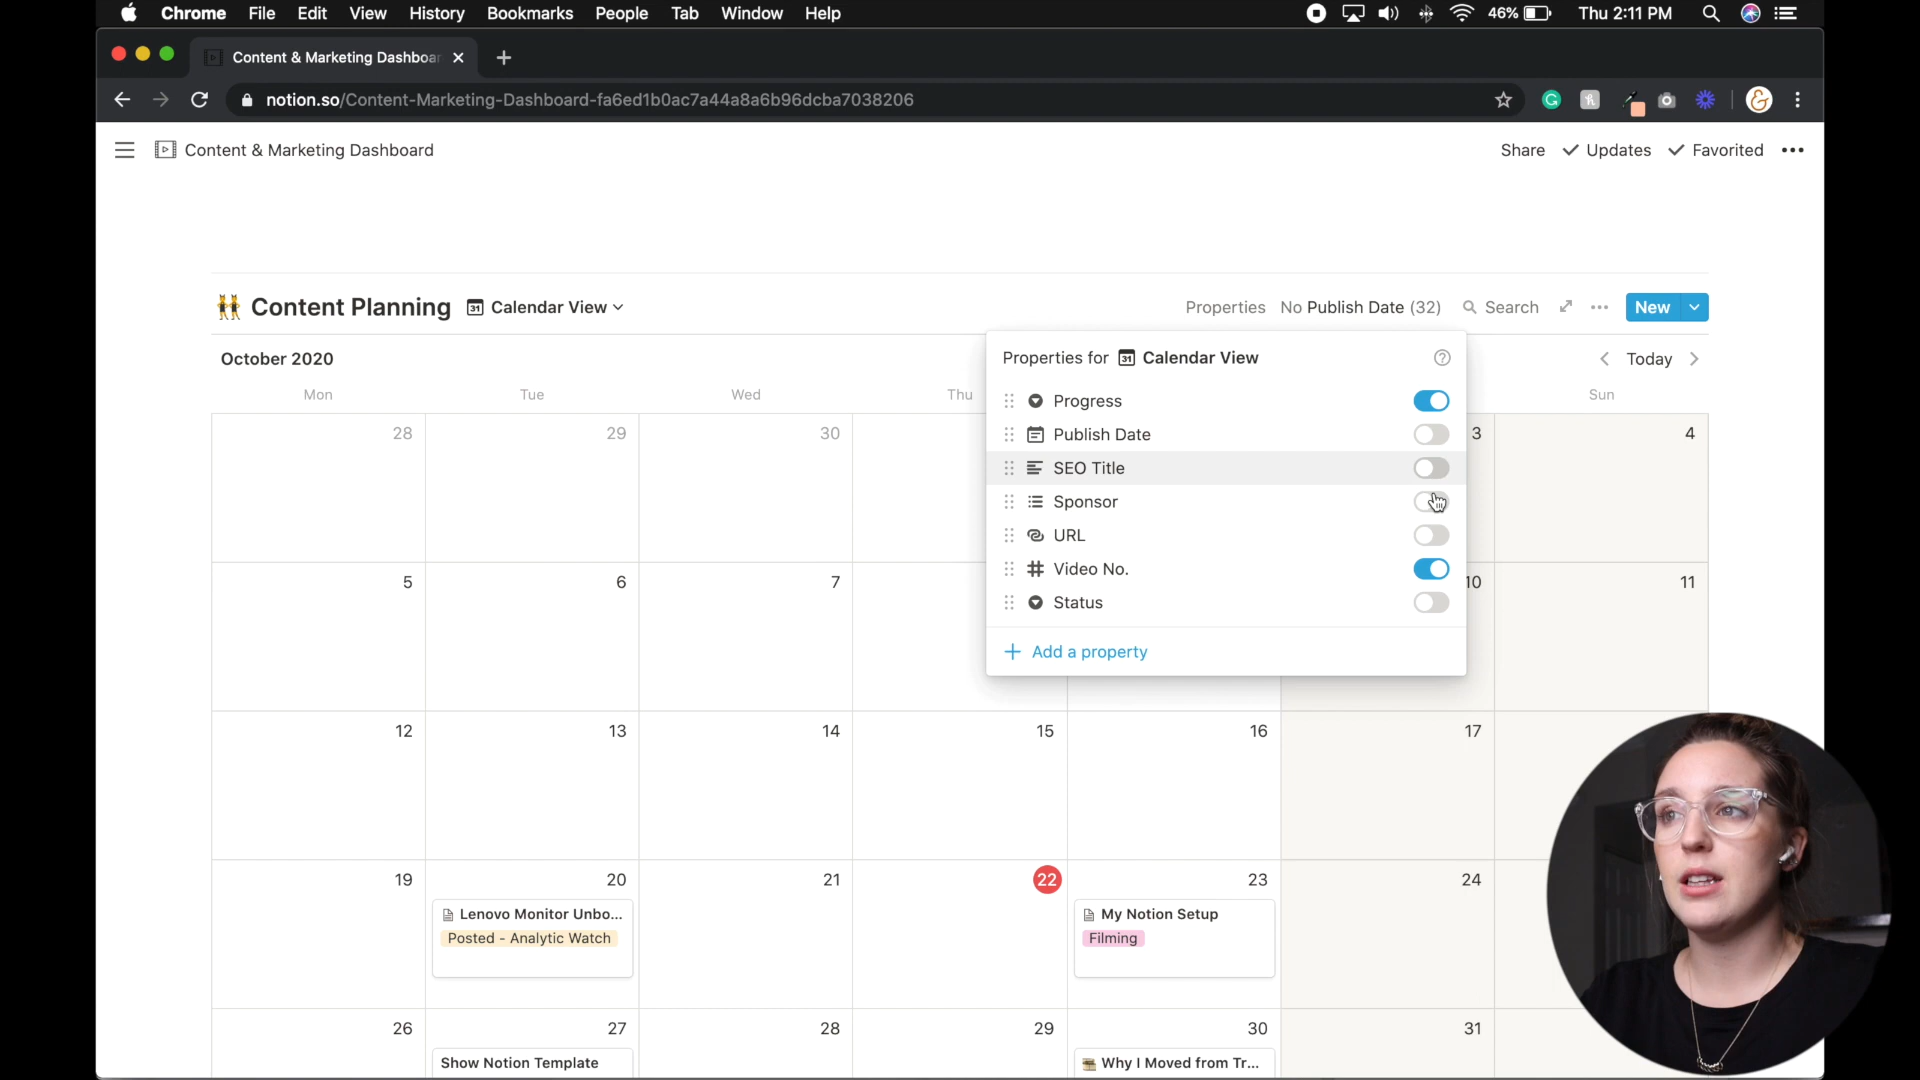 Chrome File Edit View History Bookmarks People Tab Window Help 46% Thu 2:11 PM
Content & Marketing Dashboar
notion.so/Content-Marketing-Dashboard-fa6ed1b0ac7a44a8a6b96dcba7038206
Content & Marketing Dashboard Share Updates Favorited
Content Planning 31 Calendar View Properties No Publish Date (32) Search New
October 2020 Today
Mon Tue Wed Thu Sun
Properties for 31 Calendar View
Progress
Publish Date
SEO Title
Sponsor
URL
Video No.
Status
Add a property
28 29 30 3 4
5 6 7 10 11
12 13 14 15 16 17
19 20 21 22 23 24
Lenovo Monitor Unbo... My Notion Setup
Posted - Analytic Watch Filming
26 27 28 29 30 31
Show Notion Template Why I Moved from Tr...